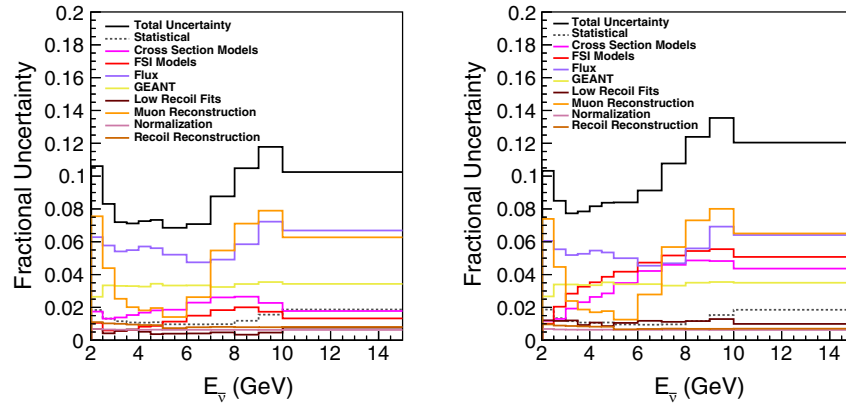 Fractional Uncertainty
0.2
0.18
0.16
0.14
0.12
0.1
0.08
0.06
0.04
0.02
0
Total Uncertainty
Statistical
Cross Section Models
FSI Models
Flux
GEANT
Low Recoil Fits
Muon Reconstruction
Normalization
Recoil Reconstruction
2 4 6 8 10 12 14
E_ν̅ (GeV)
Fractional Uncertainty
0.2
0.18
0.16
0.14
0.12
0.1
0.08
0.06
0.04
0.02
0
Total Uncertainty
Statistical
Cross Section Models
FSI Models
Flux
GEANT
Low Recoil Fits
Muon Reconstruction
Normalization
Recoil Reconstruction
2 4 6 8 10 12 14
E_ν̅ (GeV)